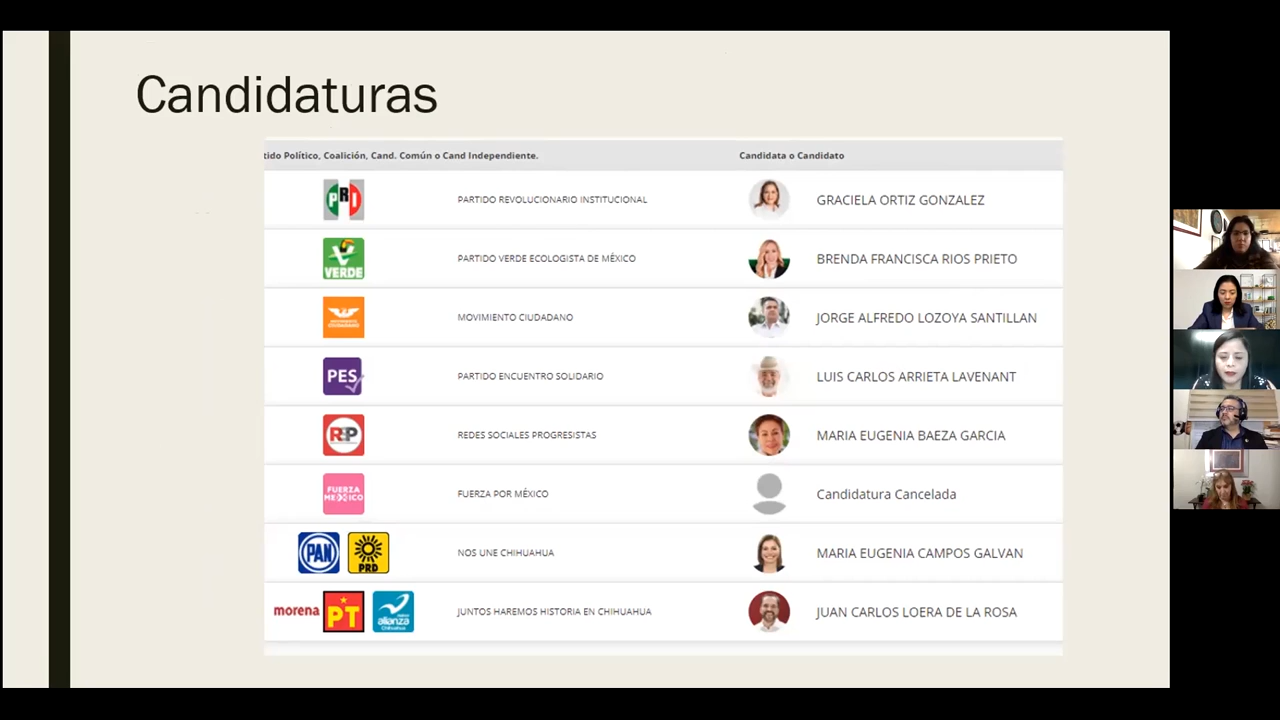 Candidaturas
tido Político, Coalición, Cand. Común o Cand Independiente. Candidata o Candidato
PRI PARTIDO REVOLUCIONARIO INSTITUCIONAL GRACIELA ORTIZ GONZALEZ
VERDE PARTIDO VERDE ECOLOGISTA DE MÉXICO BRENDA FRANCISCA RIOS PRIETO
MOVIMIENTO CIUDADANO MOVIMIENTO CIUDADANO JORGE ALFREDO LOZOYA SANTILLAN
PES PARTIDO ENCUENTRO SOLIDARIO LUIS CARLOS ARRIETA LAVENANT
RSP REDES SOCIALES PROGRESISTAS MARIA EUGENIA BAEZA GARCIA
FUERZA MÉXICO FUERZA POR MÉXICO Candidatura Cancelada
PAN PRD NOS UNE CHIHUAHUA MARIA EUGENIA CAMPOS GALVAN
morena PT alianza Chihuahua JUNTOS HAREMOS HISTORIA EN CHIHUAHUA JUAN CARLOS LOERA DE LA ROSA